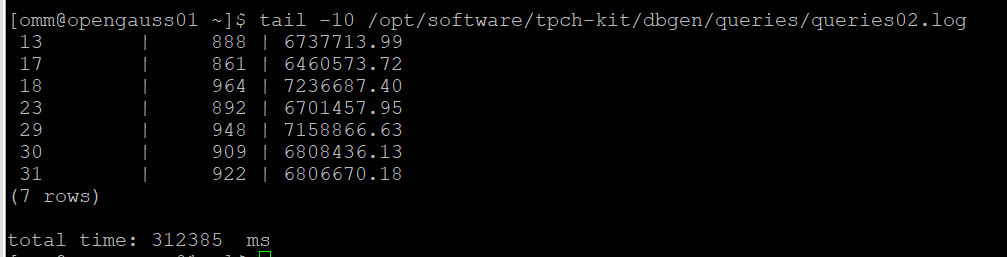 [omm@opengauss01 ~]$ tail -10 /opt/software/tpch-kit/dbgen/queries/queries02.log
13 | 888 | 6737713.99
17 | 861 | 6460573.72
18 | 964 | 7236687.40
23 | 892 | 6701457.95
29 | 948 | 7158866.63
30 | 909 | 6808436.13
31 | 922 | 6806670.18
(7 rows)
total time: 312385 ms